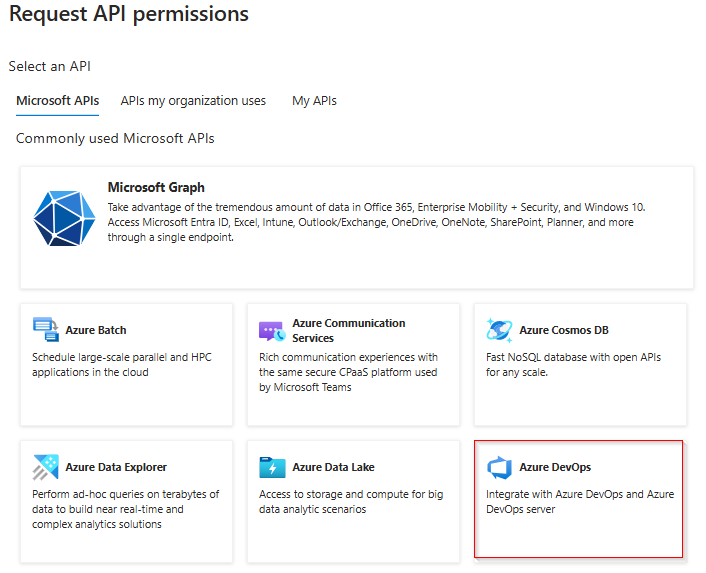 Request API permissions
Select an API
Microsoft APIs APIs my organization uses My APIs
Commonly used Microsoft APIs
Microsoft Graph
Take advantage of the tremendous amount of data in Office 365, Enterprise Mobility + Security, and Windows 10.
Access Microsoft Entra ID, Excel, Intune, Outlook/Exchange, OneDrive, OneNote, SharePoint, Planner, and more
through a single endpoint.
Azure Batch
Schedule large-scale parallel and HPC
applications in the cloud
Azure Communication
Services
Rich communication experiences with
the same secure CPaaS platform used
by Microsoft Teams
Azure Cosmos DB
Fast NoSQL database with open APIs
for any scale.
Azure Data Explorer
Perform ad-hoc queries on terabytes of
data to build near real-time and
complex analytics solutions
Azure Data Lake
Access to storage and compute for big
data analytic scenarios
Azure DevOps
Integrate with Azure DevOps and Azure
DevOps server